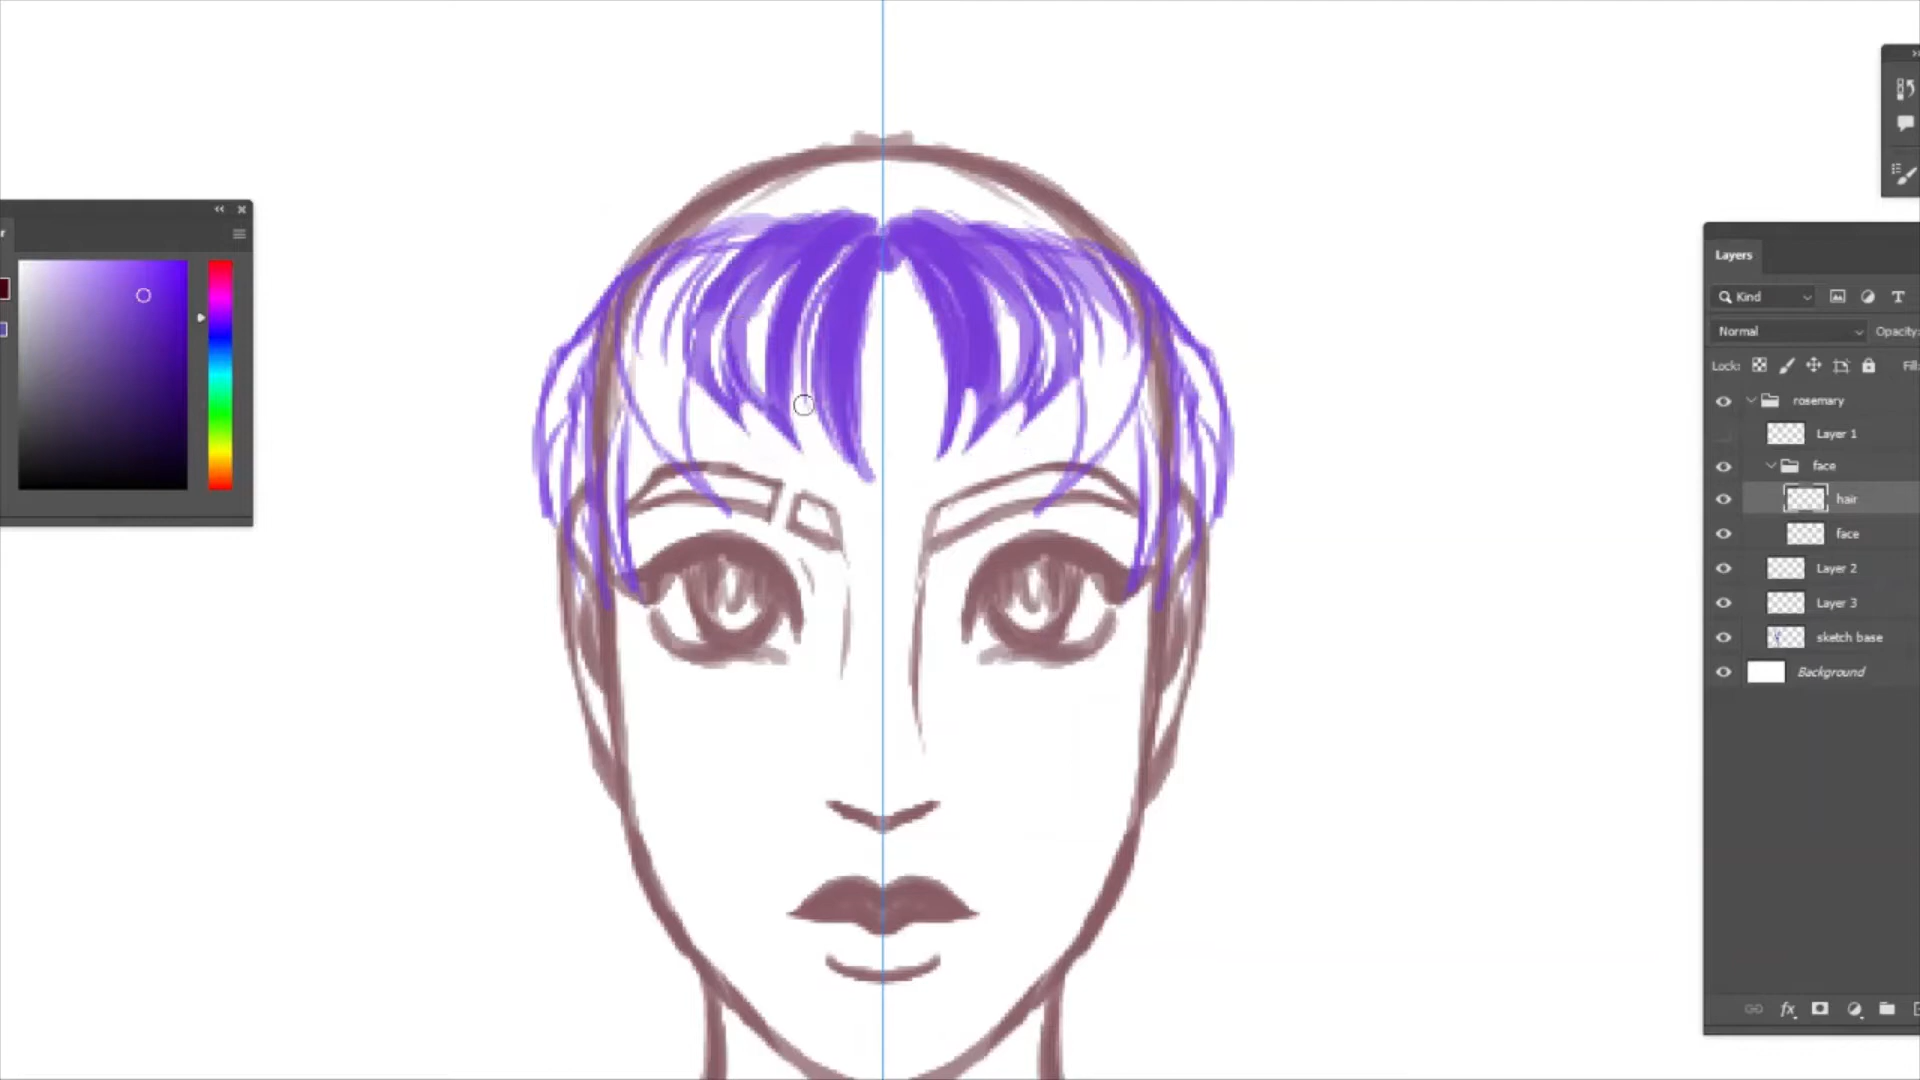 Layers
Kind
Normal
Opacity:
Lock:
Fill:
rosemary
Layer 1
face
hair
face
Layer 2
Layer 3
sketch base
Background
fx